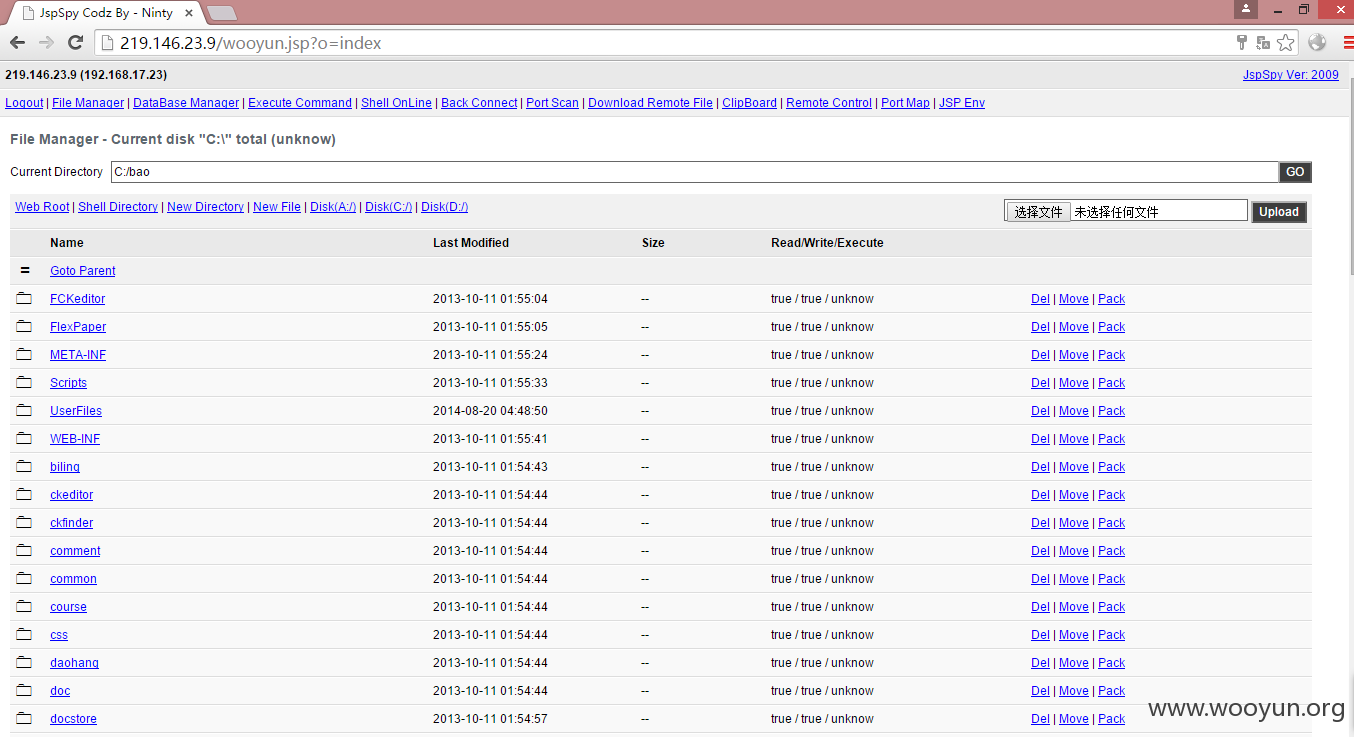 JspSpy Codz By - Ninty
219.146.23.9/wooyun.jsp?o=index
219.146.23.9 (192.168.17.23) JspSpy Ver: 2009
Logout | File Manager | DataBase Manager | Execute Command | Shell OnLine | Back Connect | Port Scan | Download Remote File | ClipBoard | Remote Control | Port Map | JSP Env
File Manager - Current disk "C:\" total (unknow)
Current Directory C:/bao GO
Web Root | Shell Directory | New Directory | New File | Disk(A:/) | Disk(C:/) | Disk(D:/) 选择文件 未选择任何文件 Upload
Name Last Modified Size Read/Write/Execute
= Goto Parent
FCKeditor 2013-10-11 01:55:04 -- true / true / unknow Del | Move | Pack
FlexPaper 2013-10-11 01:55:05 -- true / true / unknow Del | Move | Pack
META-INF 2013-10-11 01:55:24 -- true / true / unknow Del | Move | Pack
Scripts 2013-10-11 01:55:33 -- true / true / unknow Del | Move | Pack
UserFiles 2014-08-20 04:48:50 -- true / true / unknow Del | Move | Pack
WEB-INF 2013-10-11 01:55:41 -- true / true / unknow Del | Move | Pack
biling 2013-10-11 01:54:43 -- true / true / unknow Del | Move | Pack
ckeditor 2013-10-11 01:54:44 -- true / true / unknow Del | Move | Pack
ckfinder 2013-10-11 01:54:44 -- true / true / unknow Del | Move | Pack
comment 2013-10-11 01:54:44 -- true / true / unknow Del | Move | Pack
common 2013-10-11 01:54:44 -- true / true / unknow Del | Move | Pack
course 2013-10-11 01:54:44 -- true / true / unknow Del | Move | Pack
css 2013-10-11 01:54:44 -- true / true / unknow Del | Move | Pack
daohang 2013-10-11 01:54:44 -- true / true / unknow Del | Move | Pack
doc 2013-10-11 01:54:44 -- true / true / unknow Del | Move | Pack
docstore 2013-10-11 01:54:57 -- true / true / unknow Del | Move | Pack
www.wooyun.org